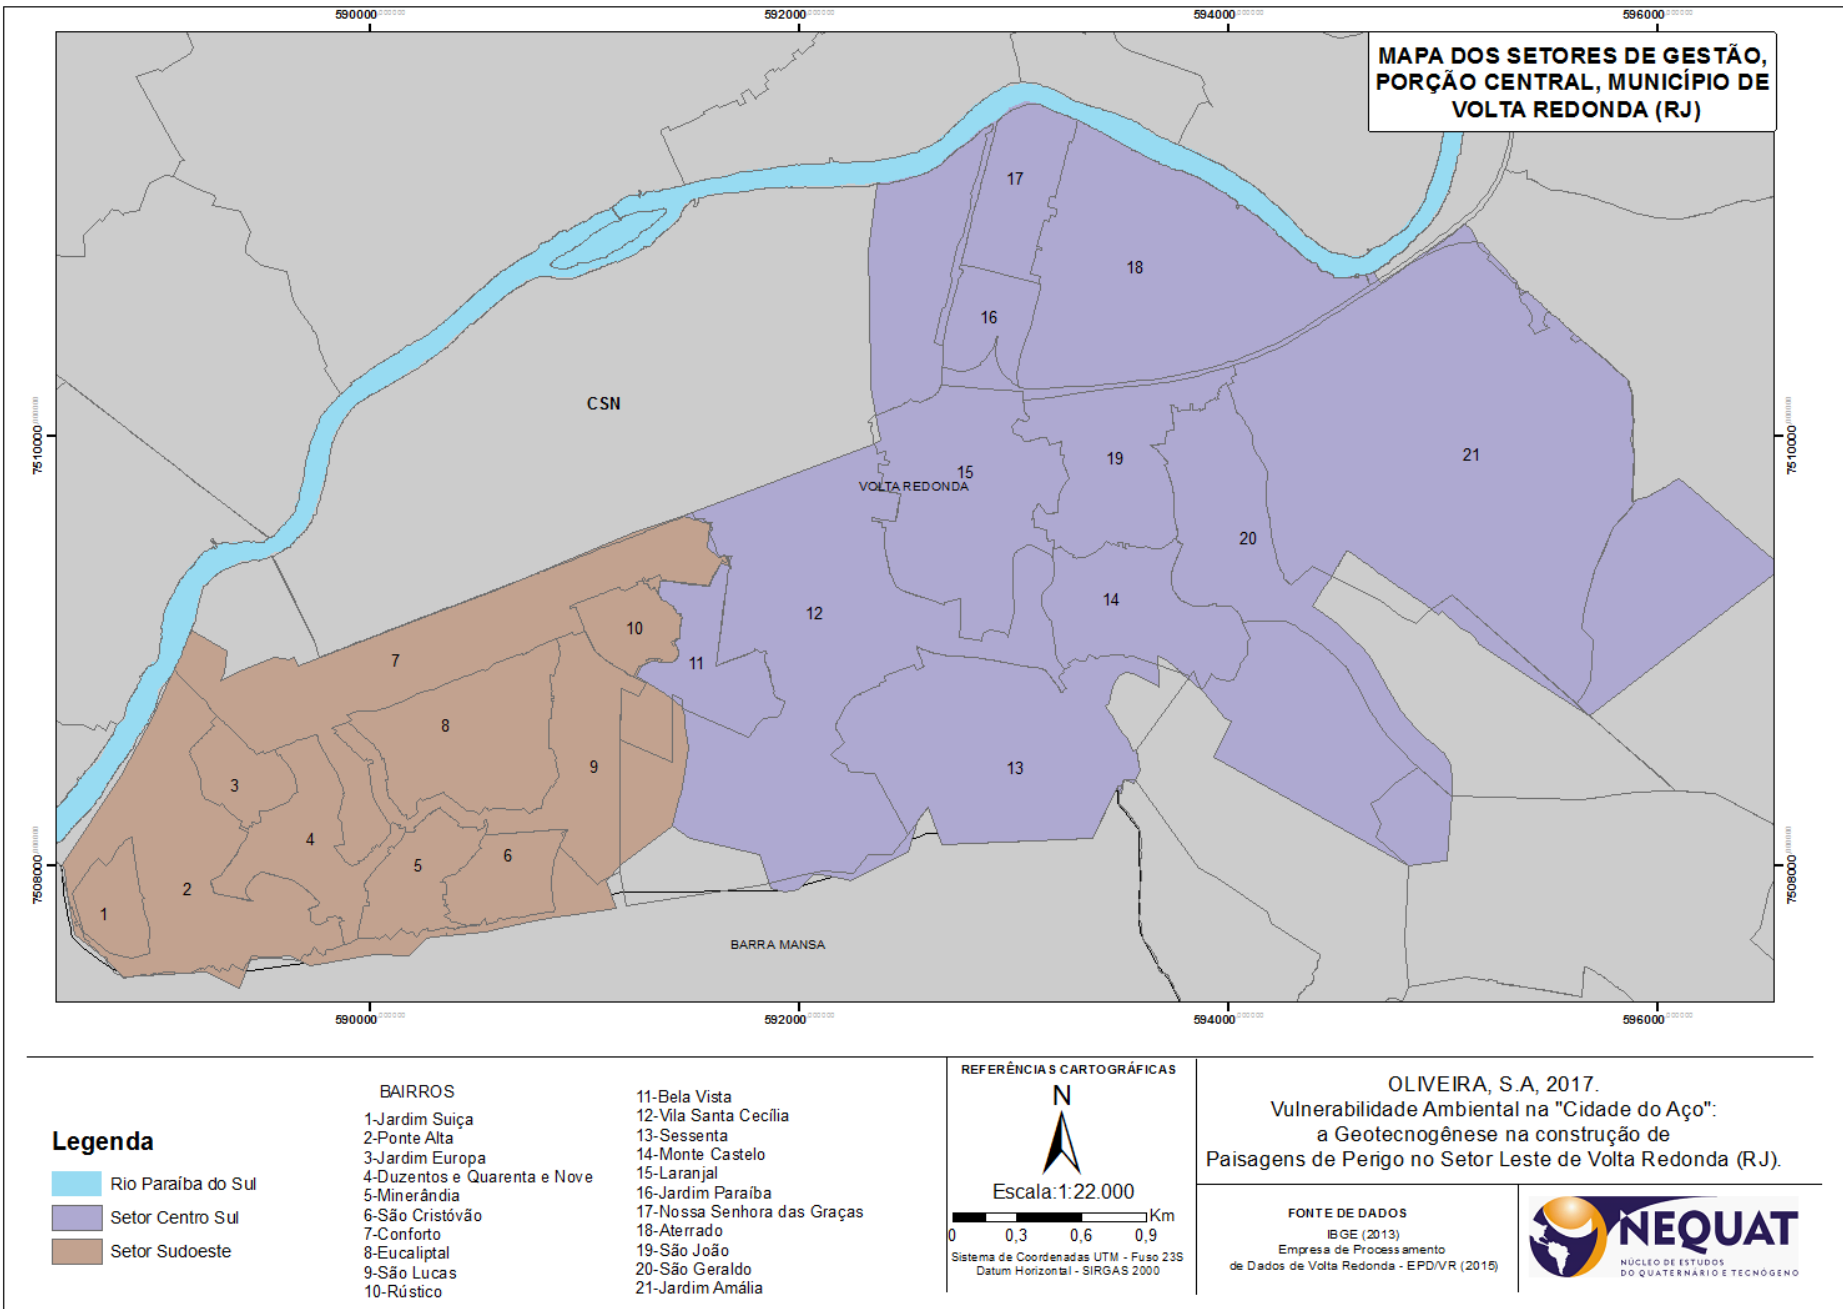 590000
592000
594000
596000
MAPA DOS SETORES DE GESTÃO,
PORÇÃO CENTRAL, MUNICÍPIO DE
VOLTA REDONDA (RJ)
17
18
16
CSN
7510000
7510000
15
19
21
VOLTA REDONDA
20
12
14
10
11
7
8
9
13
3
4
5
6
2
1
7508000
7508000
BARRA MANSA
590000
592000
594000
596000
Legenda
Rio Paraíba do Sul
Setor Centro Sul
Setor Sudoeste
BAIRROS
1-Jardim Suiça
2-Ponte Alta
3-Jardim Europa
4-Duzentos e Quarenta e Nove
5-Minerândia
6-São Cristóvão
7-Conforto
8-Eucaliptal
9-São Lucas
10-Rústico
11-Bela Vista
12-Vila Santa Cecília
13-Sessenta
14-Monte Castelo
15-Laranjal
16-Jardim Paraíba
17-Nossa Senhora das Graças
18-Aterrado
19-São João
20-São Geraldo
21-Jardim Amália
REFERÊNCIAS CARTOGRÁFICAS
N
Escala:1:22.000
Km
0 0,3 0,6 0,9
Sistema de Coordenadas UTM - Fuso 23S
Datum Horizontal - SIRGAS 2000
OLIVEIRA, S.A, 2017.
Vulnerabilidade Ambiental na "Cidade do Aço":
a Geotecnogênese na construção de
Paisagens de Perigo no Setor Leste de Volta Redonda (RJ).
FONTE DE DADOS
IBGE (2013)
Empresa de Processamento
de Dados de Volta Redonda - EPD/VR (2015)
NEQUAT
NÚCLEO DE ESTUDOS
DO QUATERNÁRIO E TECNÓGENO